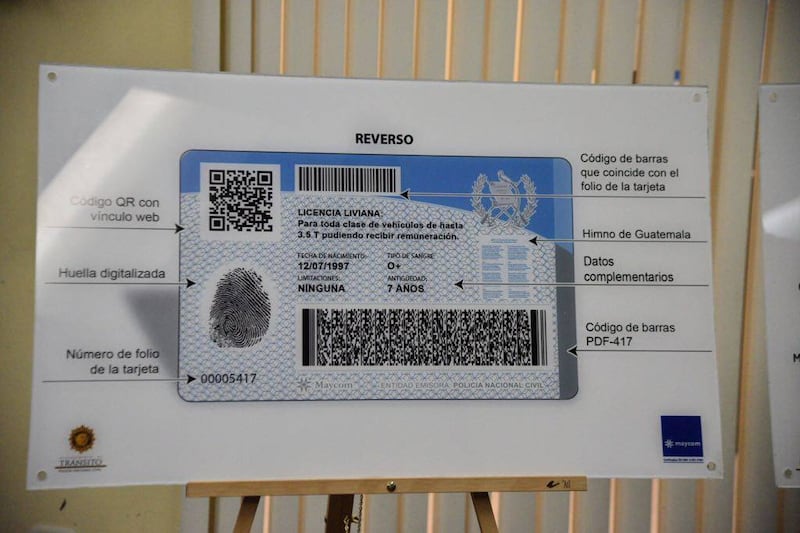 REVERSO
Código QR con
vínculo web
Huella digitalizada
Número de folio
de la tarjeta
Código de barras
que coincide con el
folio de la tarjeta
Himno de Guatemala
Datos
complementarios
Código de barras
PDF-417
LICENCIA LIVIANA:
Para toda clase de vehículos de hasta
3.5 T pudiendo recibir remuneración.
FECHA DE NACIMIENTO: TIPO DE SANGRE:
12/07/1997 O+
LIMITACIONES: ANTIGÜEDAD:
NINGUNA 7 AÑOS
00005417
Maycom ENTIDAD EMISORA: POLICIA NACIONAL CIVIL
TRANSITO
maycom